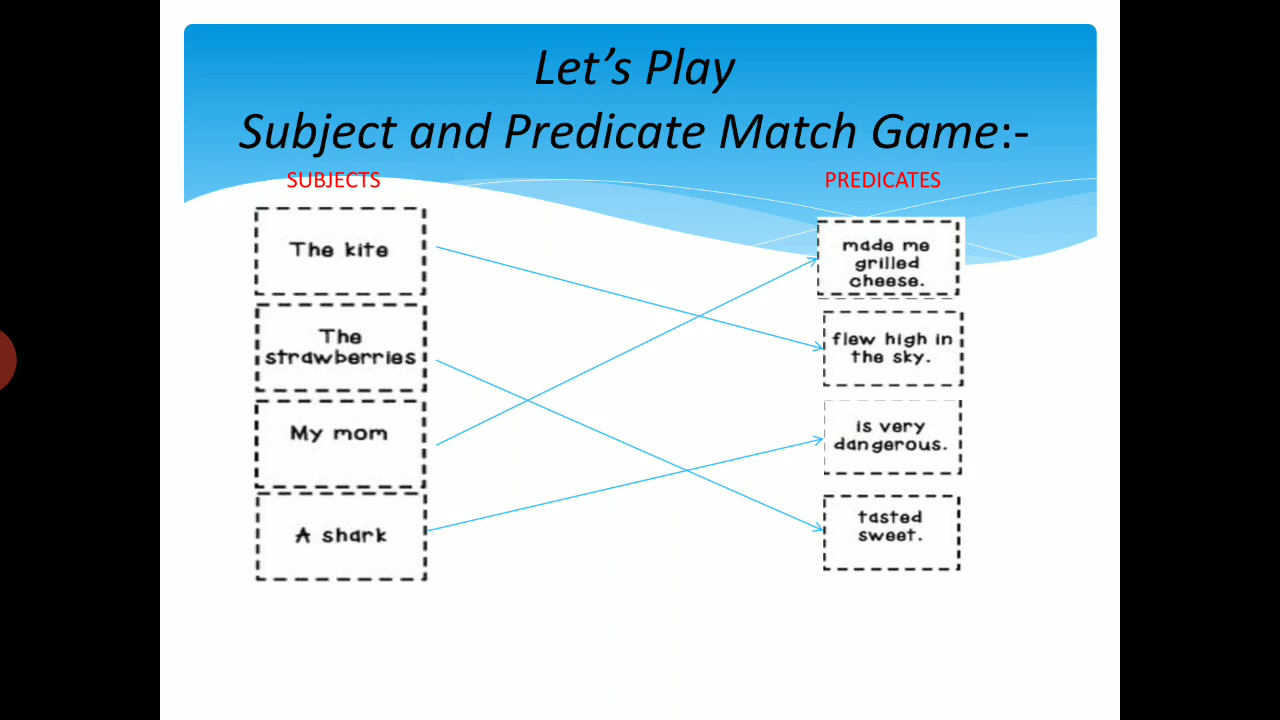 Let’s Play
Subject and Predicate Match Game:-
SUBJECTS
PREDICATES
The kite
The
strawberries
My mom
A shark
made me
grilled
cheese.
flew high in
the sky.
is very
dangerous.
tasted
sweet.